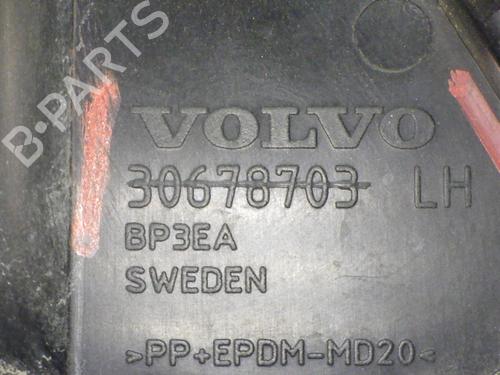 B-PARTS
VOLVO
30678703 LH
BP3EA
SWEDEN
>PP+EPDM-MD20<